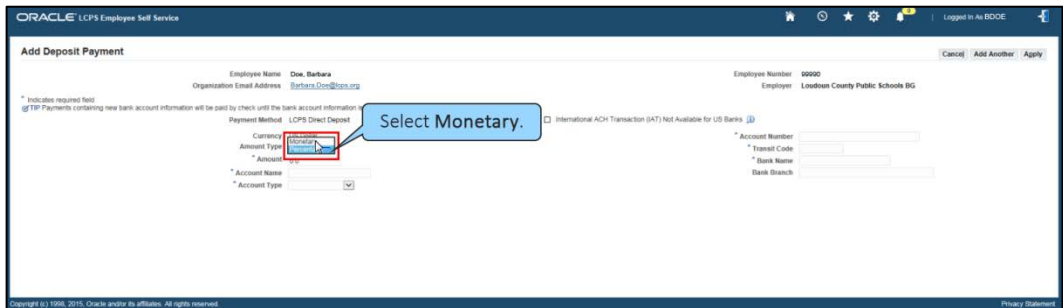 ORACLE LCPS Employee Self Service
Logged In As BDOE
Add Deposit Payment
Cancel Add Another Apply
Employee Name Doe, Barbara
Employee Number 99990
Organization Email Address Barbara.Doe@lcps.org
Employer Loudoun County Public Schools BG
* Indicates required field
TIP Payments containing new bank account information will be paid by check until the bank account information
Payment Method LCPS Direct Deposit
International ACH Transaction (IAT) Not Available for US Banks
Select Monetary.
Currency
* Account Number
Monetary
Amount Type
* Transit Code
* Amount
* Bank Name
* Account Name
Bank Branch
* Account Type
Copyright (c) 1998, 2015, Oracle and/or its affiliates. All rights reserved.
Privacy Statement